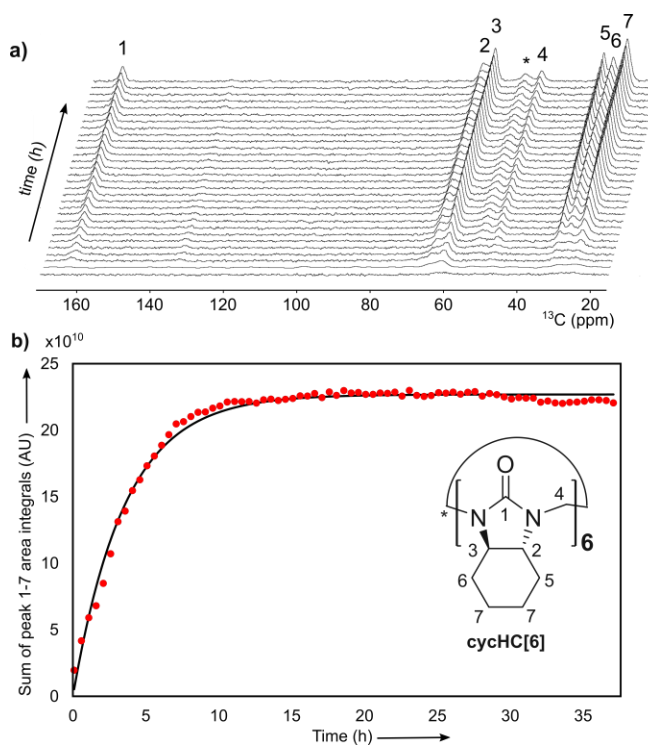 a)
1
2
3
*
4
5
6
7
time (h)
160 140 120 100 80 60 40 20
¹³C (ppm)
b) x10¹⁰
25
20
15
10
5
0
Sum of peak 1-7 area integrals (AU)
0 5 10 15 20 25 30 35
Time (h)
O
1
N N
4
*
6
3 2
6 5
7 7
cycHC[6]